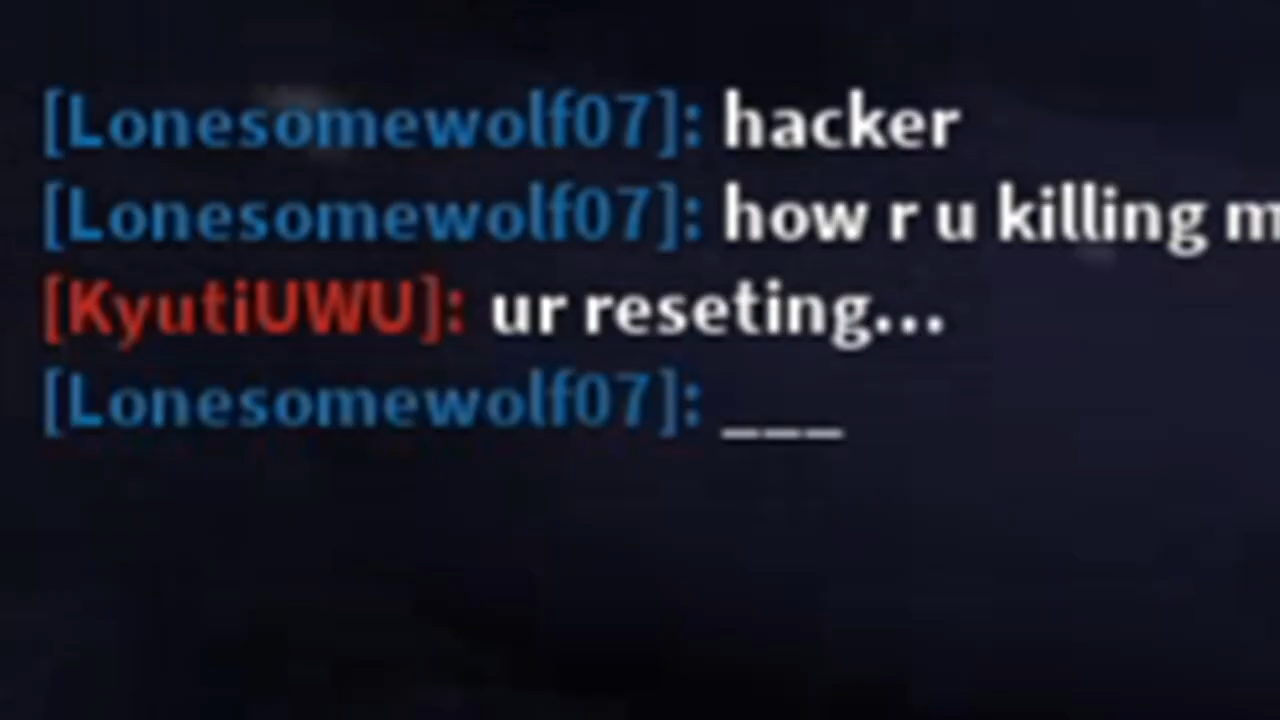 [Lonesomewolf07]: hacker
[Lonesomewolf07]: how r u killing
[KyutiUWU]: ur reseting...
[Lonesomewolf07]: ___